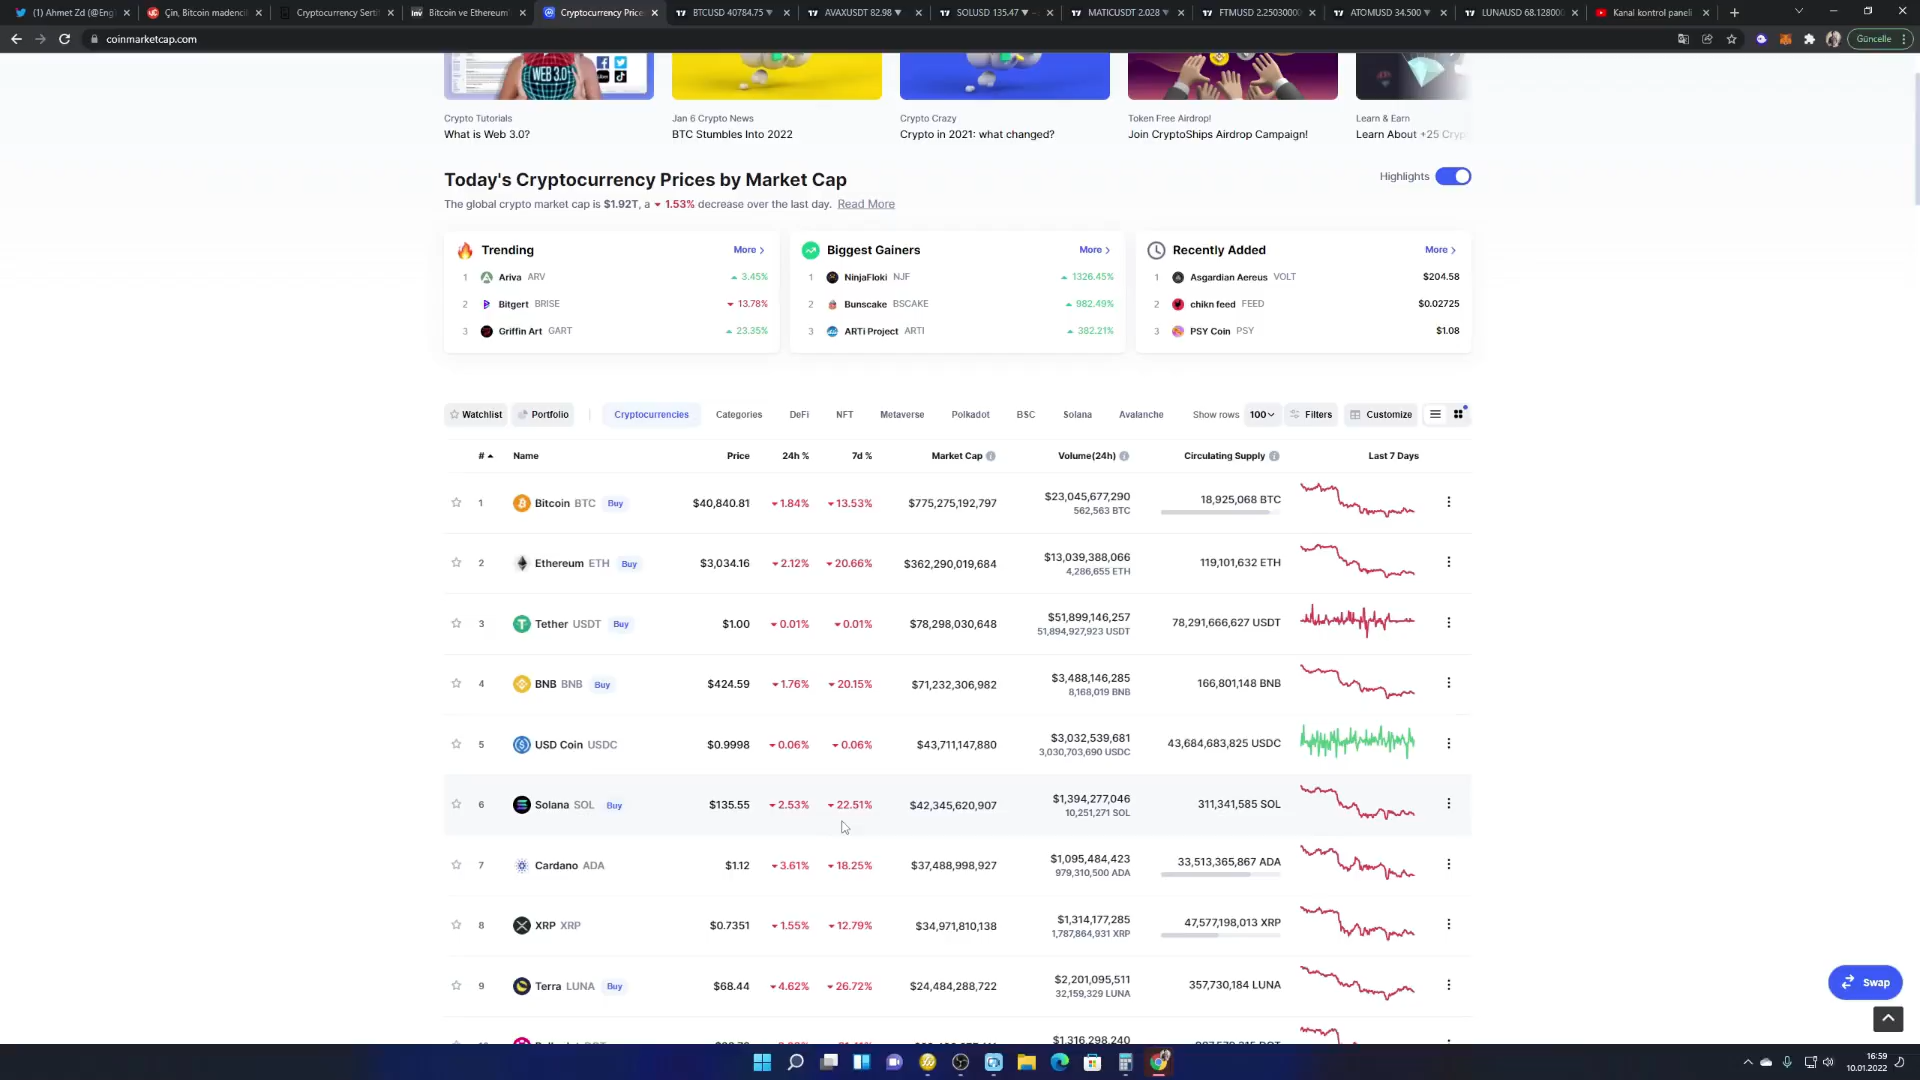 (1) Ahmet Zd (@Eng
Çin, Bitcoin madencili
Cryptocurrency Serti
Bitcoin ve Ethereum'
Cryptocurrency Price
BTCUSD 40784.75 ▼
AVAXUSDT 82.98 ▼
SOLUSD 135.47 ▼
MATICUSDT 2.028 ▼
FTMUSD 2.25030000
ATOMUSD 34.500 ▼
LUNAUSD 68.128000
Kanal kontrol paneli
coinmarketcap.com
Güncelle
WEB 3.0
Crypto Tutorials
What is Web 3.0?
Jan 6 Crypto News
BTC Stumbles Into 2022
Crypto Crazy
Crypto in 2021: what changed?
Token Free Airdrop!
Join CryptoShips Airdrop Campaign!
Learn & Earn
Learn About +25 Cryp
Today's Cryptocurrency Prices by Market Cap
Highlights
The global crypto market cap is $1.92T, a ▾ 1.53% decrease over the last day. Read More
Trending More
1 Ariva ARV 3.45%
2 Bitgert BRISE 13.78%
3 Griffin Art GART 23.35%
Biggest Gainers More
1 NinjaFloki NJF 1326.45%
2 Bunscake BSCAKE 982.49%
3 ARTi Project ARTI 382.21%
Recently Added More
1 Asgardian Aereus VOLT $204.58
2 chikn feed FEED $0.02725
3 PSY Coin PSY $1.08
Watchlist Portfolio Cryptocurrencies Categories DeFi NFT Metaverse Polkadot BSC Solana Avalanche Show rows 100 Filters Customize
# Name Price 24h % 7d % Market Cap Volume(24h) Circulating Supply Last 7 Days
1 Bitcoin BTC Buy $40,840.81 1.84% 13.53% $775,275,192,797 $23,045,677,290 18,925,068 BTC
562,563 BTC
2 Ethereum ETH Buy $3,034.16 2.12% 20.66% $362,290,019,684 $13,039,388,066 119,101,632 ETH
4,286,655 ETH
3 Tether USDT Buy $1.00 0.01% 0.01% $78,298,030,648 $51,899,146,257 78,291,666,627 USDT
51,894,927,923 USDT
4 BNB BNB Buy $424.59 1.76% 20.15% $71,232,306,982 $3,488,146,285 166,801,148 BNB
8,168,019 BNB
5 USD Coin USDC $0.9998 0.06% 0.06% $43,711,147,880 $3,032,539,681 43,684,683,825 USDC
3,030,703,690 USDC
6 Solana SOL Buy $135.55 2.53% 22.51% $42,345,620,907 $1,394,277,046 311,341,585 SOL
10,251,271 SOL
7 Cardano ADA $1.12 3.61% 18.25% $37,488,998,927 $1,095,484,423 33,513,365,867 ADA
979,310,500 ADA
8 XRP XRP $0.7351 1.55% 12.79% $34,971,810,138 $1,314,177,285 47,577,198,013 XRP
1,787,864,931 XRP
9 Terra LUNA Buy $68.44 4.62% 26.72% $24,484,288,722 $2,201,095,511 357,730,184 LUNA
32,159,329 LUNA
$1,316,298,240
Swap
16:59
10.01.2022